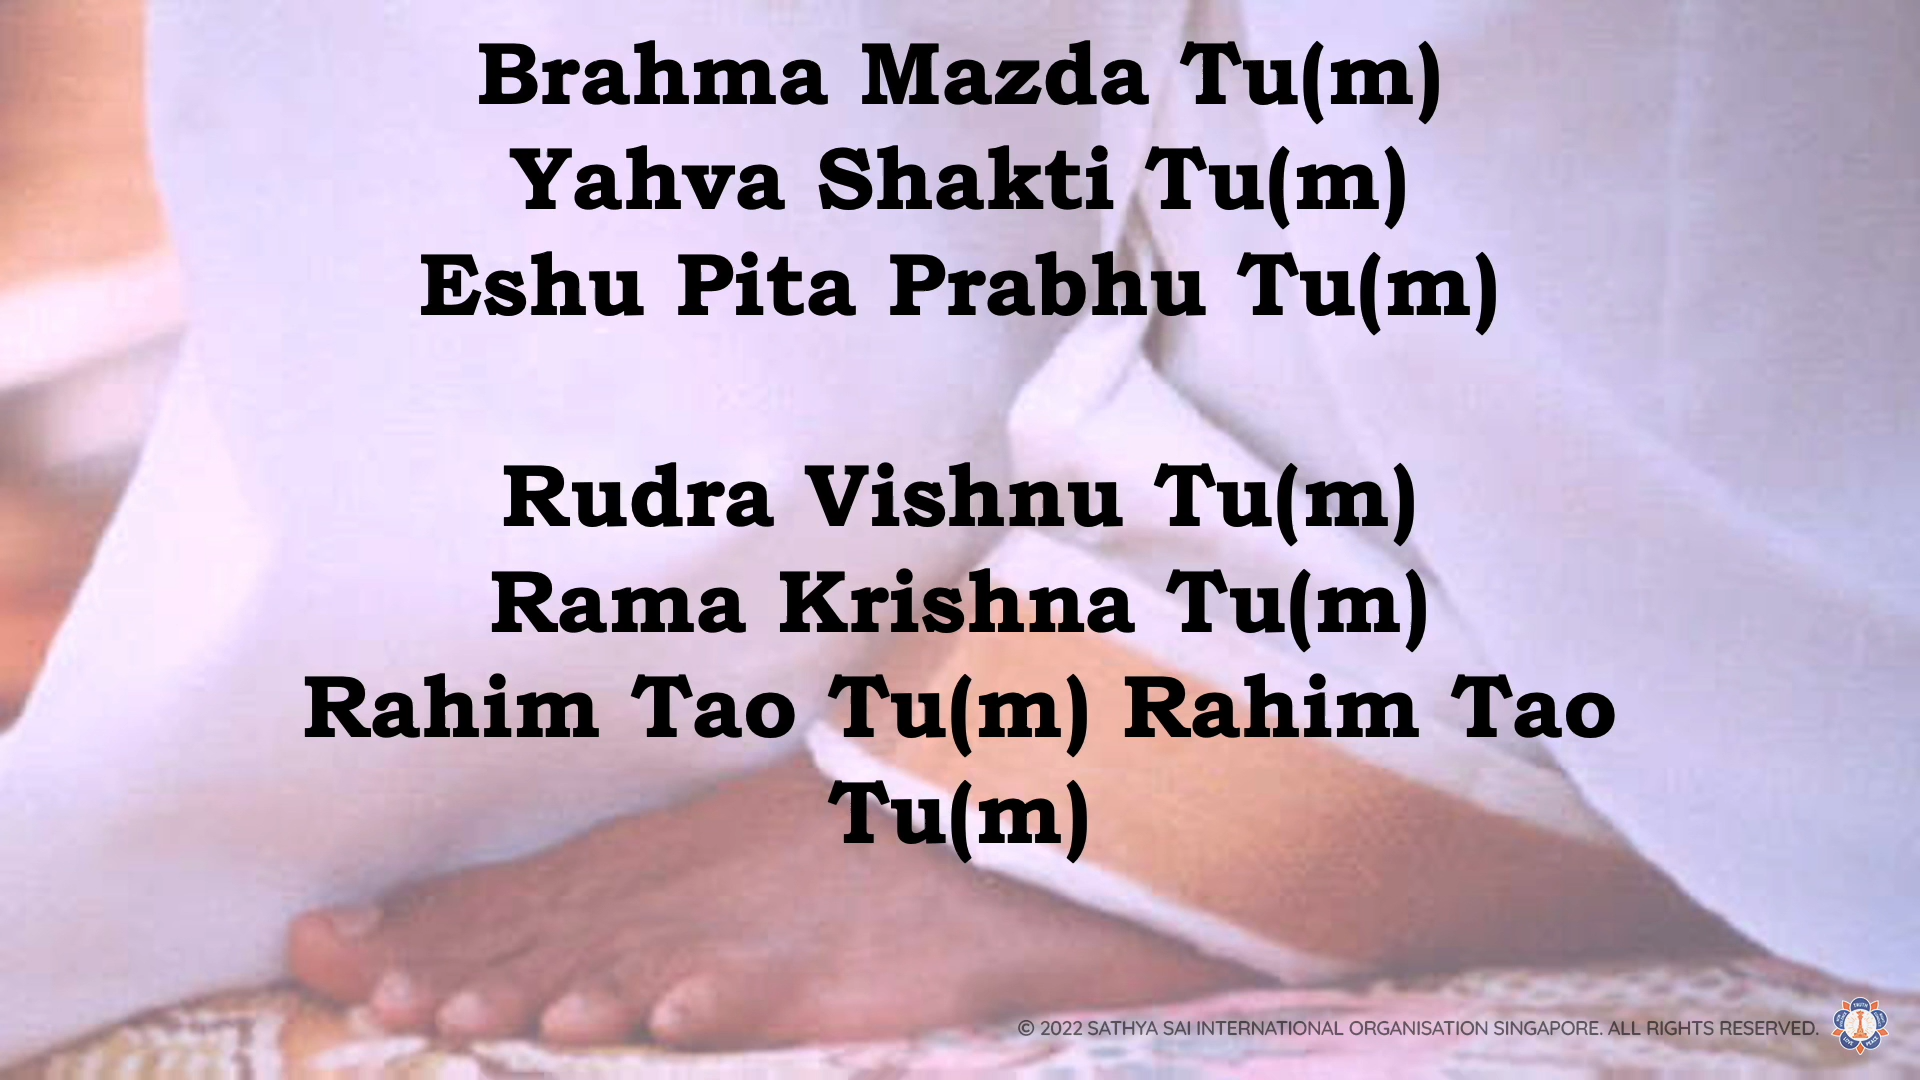 Brahma Mazda Tu(m)
Yahva Shakti Tu(m)
Eshu Pita Prabhu Tu(m)
Rudra Vishnu Tu(m)
Rama Krishna Tu(m)
Rahim Tao Tu(m) Rahim Tao
Tu(m)
© 2022 SATHYA SAI INTERNATIONAL ORGANISATION SINGAPORE. ALL RIGHTS RESERVED.